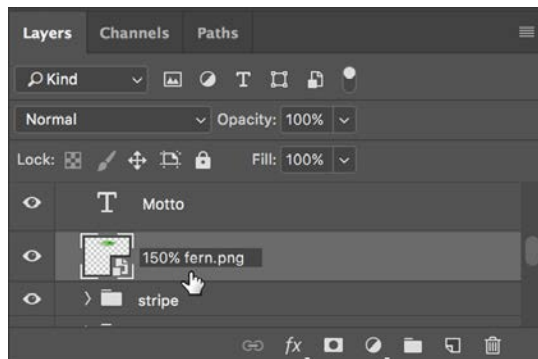 Layers Channels Paths
Kind T
Normal Opacity: 100%
Lock: Fill: 100%
T Motto
150% fern.png
stripe
fx